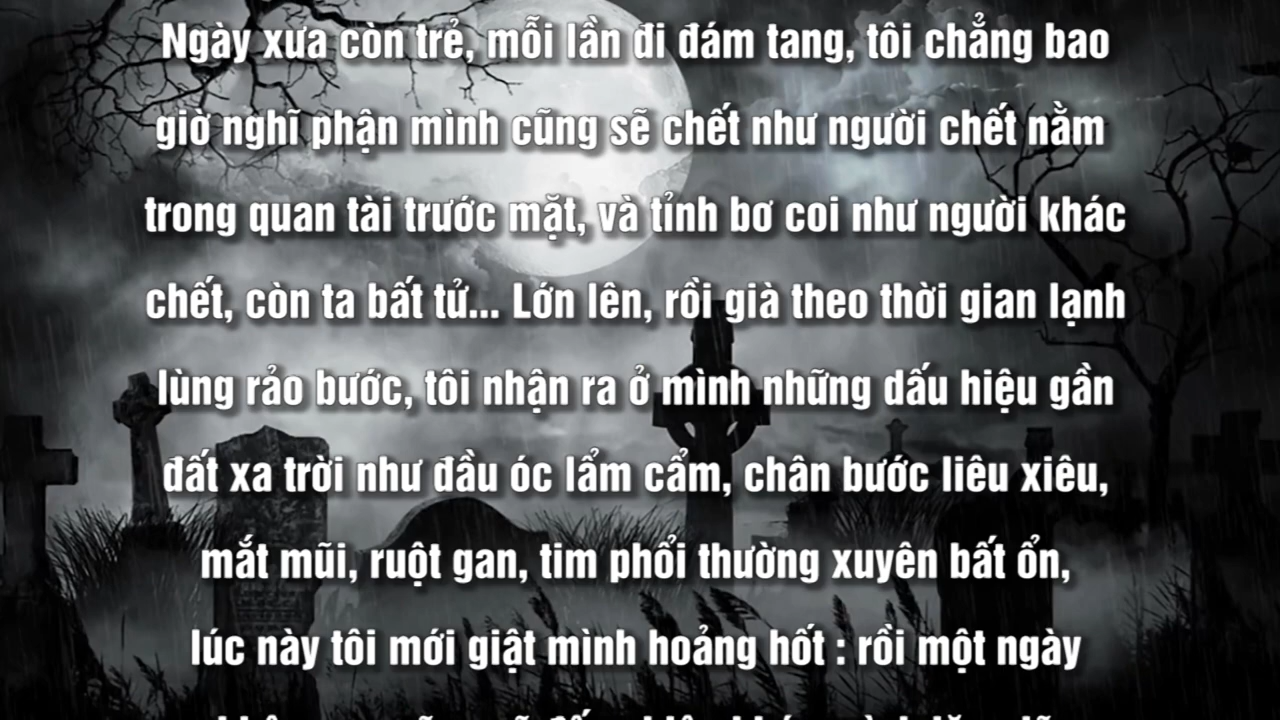 Ngày xưa còn trẻ, mỗi lần đi đám tang, tôi chẳng bao
giờ nghĩ phận mình cũng sẽ chết như người chết nằm
trong quan tài trước mặt, và tỉnh bơ coi như người khác
chết, còn ta bất tử... Lớn lên, rồi già theo thời gian lạnh
lùng rảo bước, tôi nhận ra ở mình những dấu hiệu gần
đất xa trời như đầu óc lẩm cẩm, chân bước liêu xiêu,
mắt mũi, ruột gan, tim phổi thường xuyên bất ổn,
lúc này tôi mới giật mình hoảng hốt : rồi một ngày